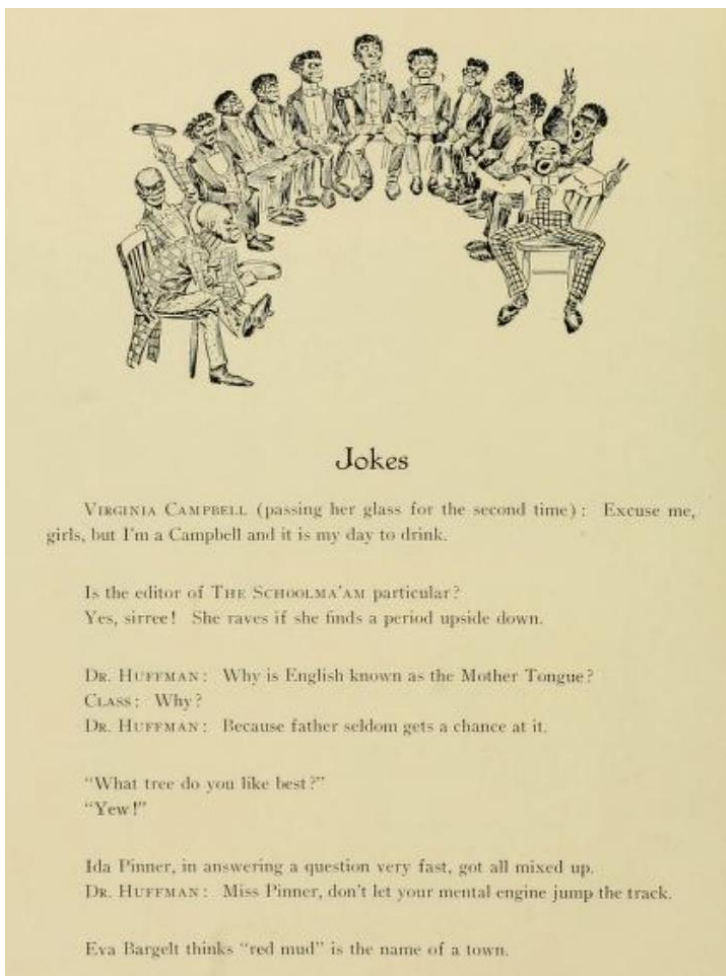 Jokes
Virginia Campbell (passing her glass for the second time): Excuse me,
girls, but I'm a Campbell and it is my day to drink.
Is the editor of The Schoolma'am particular?
Yes, sirree! She raves if she finds a period upside down.
Dr. Huffman: Why is English known as the Mother Tongue?
Class: Why?
Dr. Huffman: Because father seldom gets a chance at it.
"What tree do you like best?"
"Yew!"
Ida Pinner, in answering a question very fast, got all mixed up.
Dr. Huffman: Miss Pinner, don't let your mental engine jump the track.
Eva Bargelt thinks "red mud" is the name of a town.